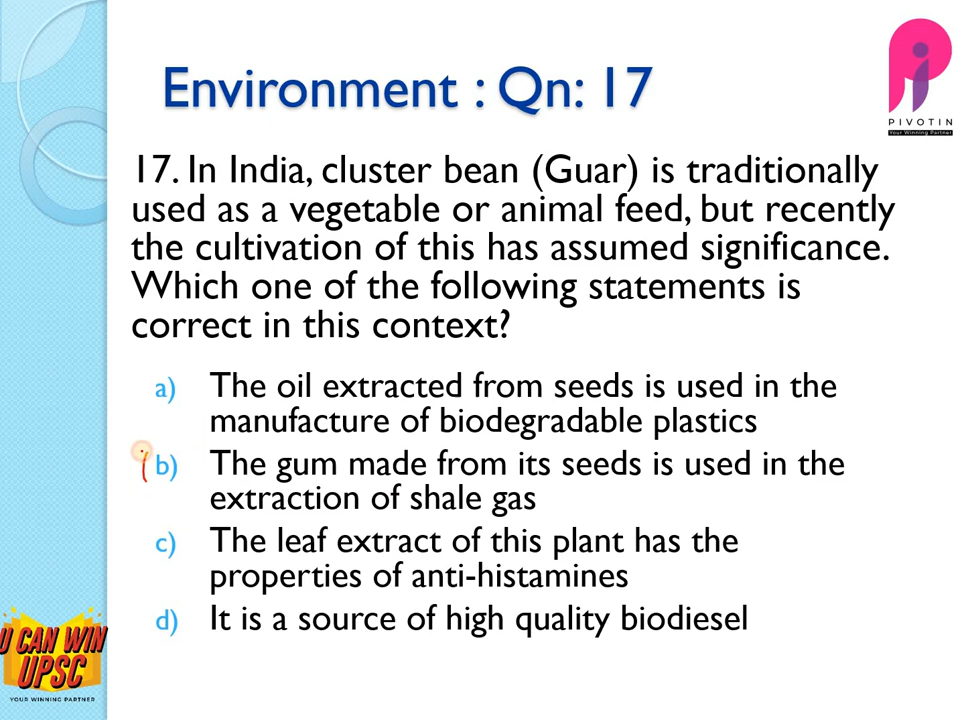 Environment : Qn: 17
PIVOTIN
Your Winning Partner
17. In India, cluster bean (Guar) is traditionally
used as a vegetable or animal feed, but recently
the cultivation of this has assumed significance.
Which one of the following statements is
correct in this context?
a) The oil extracted from seeds is used in the
manufacture of biodegradable plastics
b) The gum made from its seeds is used in the
extraction of shale gas
c) The leaf extract of this plant has the
properties of anti-histamines
d) It is a source of high quality biodiesel
U CAN WIN
UPSC
YOUR WINNING PARTNER